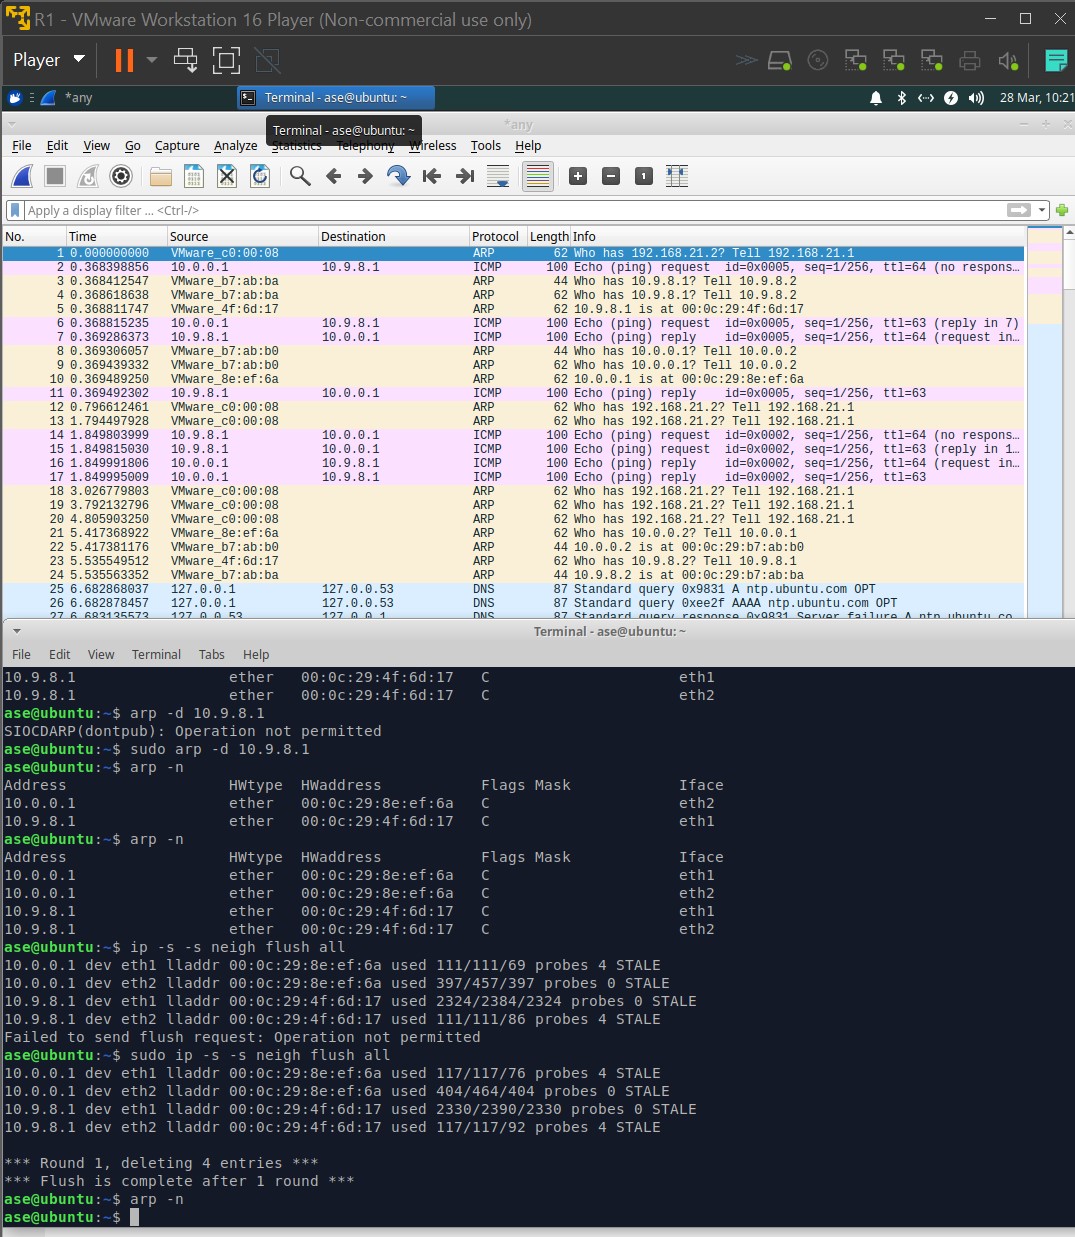 R1 - VMware Workstation 16 Player (Non-commercial use only)
Player
*any
Terminal - ase@ubuntu: ~
28 Mar, 10:21
*any
Terminal - ase@ubuntu: ~
File Edit View Go Capture Analyze Statistics Telephony Wireless Tools Help
Apply a display filter ... <Ctrl-/>
No. Time Source Destination Protocol Length Info
1 0.000000000 VMware_c0:00:08 ARP 62 Who has 192.168.21.2? Tell 192.168.21.1
2 0.368398856 10.0.0.1 10.9.8.1 ICMP 100 Echo (ping) request id=0x0005, seq=1/256, ttl=64 (no respons…
3 0.368412547 VMware_b7:ab:ba ARP 44 Who has 10.9.8.1? Tell 10.9.8.2
4 0.368618638 VMware_b7:ab:ba ARP 62 Who has 10.9.8.1? Tell 10.9.8.2
5 0.368811747 VMware_4f:6d:17 ARP 62 10.9.8.1 is at 00:0c:29:4f:6d:17
6 0.368815235 10.0.0.1 10.9.8.1 ICMP 100 Echo (ping) request id=0x0005, seq=1/256, ttl=63 (reply in 7)
7 0.369286373 10.9.8.1 10.0.0.1 ICMP 100 Echo (ping) reply id=0x0005, seq=1/256, ttl=64 (request in…
8 0.369306057 VMware_b7:ab:b0 ARP 44 Who has 10.0.0.1? Tell 10.0.0.2
9 0.369439332 VMware_b7:ab:b0 ARP 62 Who has 10.0.0.1? Tell 10.0.0.2
10 0.369489250 VMware_8e:ef:6a ARP 62 10.0.0.1 is at 00:0c:29:8e:ef:6a
11 0.369492302 10.9.8.1 10.0.0.1 ICMP 100 Echo (ping) reply id=0x0005, seq=1/256, ttl=63
12 0.796612461 VMware_c0:00:08 ARP 62 Who has 192.168.21.2? Tell 192.168.21.1
13 1.794497928 VMware_c0:00:08 ARP 62 Who has 192.168.21.2? Tell 192.168.21.1
14 1.849803999 10.9.8.1 10.0.0.1 ICMP 100 Echo (ping) request id=0x0002, seq=1/256, ttl=64 (no respons…
15 1.849815030 10.9.8.1 10.0.0.1 ICMP 100 Echo (ping) request id=0x0002, seq=1/256, ttl=63 (reply in 1…
16 1.849991806 10.0.0.1 10.9.8.1 ICMP 100 Echo (ping) reply id=0x0002, seq=1/256, ttl=64 (request in…
17 1.849995009 10.0.0.1 10.9.8.1 ICMP 100 Echo (ping) reply id=0x0002, seq=1/256, ttl=63
18 3.026779803 VMware_c0:00:08 ARP 62 Who has 192.168.21.2? Tell 192.168.21.1
19 3.792132796 VMware_c0:00:08 ARP 62 Who has 192.168.21.2? Tell 192.168.21.1
20 4.805903250 VMware_c0:00:08 ARP 62 Who has 192.168.21.2? Tell 192.168.21.1
21 5.417368922 VMware_8e:ef:6a ARP 62 Who has 10.0.0.2? Tell 10.0.0.1
22 5.417381176 VMware_b7:ab:b0 ARP 44 10.0.0.2 is at 00:0c:29:b7:ab:b0
23 5.535549512 VMware_4f:6d:17 ARP 62 Who has 10.9.8.2? Tell 10.9.8.1
24 5.535563352 VMware_b7:ab:ba ARP 44 10.9.8.2 is at 00:0c:29:b7:ab:ba
25 6.682868037 127.0.0.1 127.0.0.53 DNS 87 Standard query 0x9831 A ntp.ubuntu.com OPT
26 6.682878457 127.0.0.1 127.0.0.53 DNS 87 Standard query 0xee2f AAAA ntp.ubuntu.com OPT
27 6.683135573 127.0.0.53 127.0.0.1 DNS 87 Standard query response 0x9831 Server failure A ntp.ubuntu.co
Terminal - ase@ubuntu: ~
File Edit View Terminal Tabs Help
10.9.8.1 ether 00:0c:29:4f:6d:17 C eth1
10.9.8.1 ether 00:0c:29:4f:6d:17 C eth2
ase@ubuntu:~$ arp -d 10.9.8.1
SIOCDARP(dontpub): Operation not permitted
ase@ubuntu:~$ sudo arp -d 10.9.8.1
ase@ubuntu:~$ arp -n
Address HWtype HWaddress Flags Mask Iface
10.0.0.1 ether 00:0c:29:8e:ef:6a C eth2
10.9.8.1 ether 00:0c:29:4f:6d:17 C eth1
ase@ubuntu:~$ arp -n
Address HWtype HWaddress Flags Mask Iface
10.0.0.1 ether 00:0c:29:8e:ef:6a C eth1
10.0.0.1 ether 00:0c:29:8e:ef:6a C eth2
10.9.8.1 ether 00:0c:29:4f:6d:17 C eth1
10.9.8.1 ether 00:0c:29:4f:6d:17 C eth2
ase@ubuntu:~$ ip -s -s neigh flush all
10.0.0.1 dev eth1 lladdr 00:0c:29:8e:ef:6a used 111/111/69 probes 4 STALE
10.0.0.1 dev eth2 lladdr 00:0c:29:8e:ef:6a used 397/457/397 probes 0 STALE
10.9.8.1 dev eth1 lladdr 00:0c:29:4f:6d:17 used 2324/2384/2324 probes 0 STALE
10.9.8.1 dev eth2 lladdr 00:0c:29:4f:6d:17 used 111/111/86 probes 4 STALE
Failed to send flush request: Operation not permitted
ase@ubuntu:~$ sudo ip -s -s neigh flush all
10.0.0.1 dev eth1 lladdr 00:0c:29:8e:ef:6a used 117/117/76 probes 4 STALE
10.0.0.1 dev eth2 lladdr 00:0c:29:8e:ef:6a used 404/464/404 probes 0 STALE
10.9.8.1 dev eth1 lladdr 00:0c:29:4f:6d:17 used 2330/2390/2330 probes 0 STALE
10.9.8.1 dev eth2 lladdr 00:0c:29:4f:6d:17 used 117/117/92 probes 4 STALE
*** Round 1, deleting 4 entries ***
*** Flush is complete after 1 round ***
ase@ubuntu:~$ arp -n
ase@ubuntu:~$